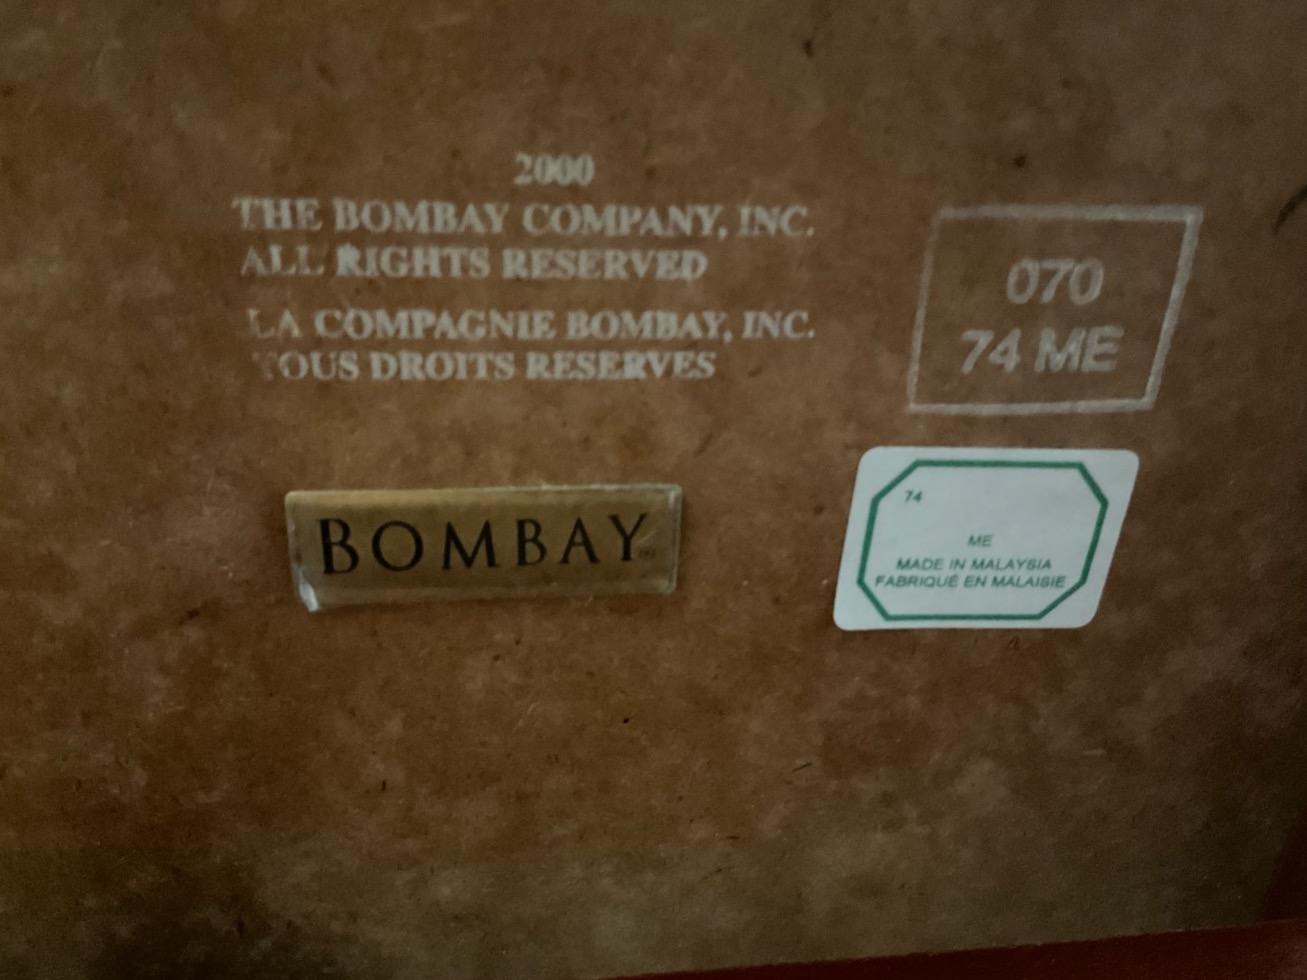 2000
THE BOMBAY COMPANY, INC.
ALL RIGHTS RESERVED
LA COMPAGNIE BOMBAY, INC.
TOUS DROITS RESERVES
070
74 ME
BOMBAY
74
ME
MADE IN MALAYSIA
FABRIQUÉ EN MALAISIE